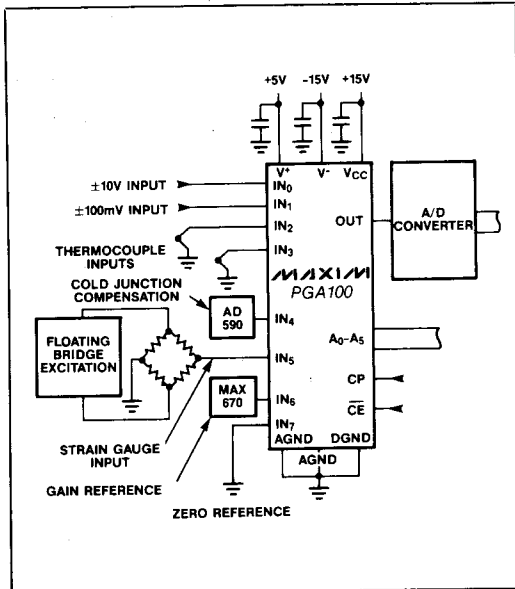 +5V -15V +15V
V+ V- VCC
±10V INPUT IN0
±100mV INPUT IN1
IN2
IN3
THERMOCOUPLE
INPUTS
COLD JUNCTION
COMPENSATION
OUT
A/D
CONVERTER
MAXIM
PGA100
AD
590
IN4
FLOATING
BRIDGE
EXCITATION
IN5
A0-A5
CP
CE
MAX
670
IN6
IN7
AGND DGND
AGND
STRAIN GAUGE
INPUT
GAIN REFERENCE
ZERO REFERENCE